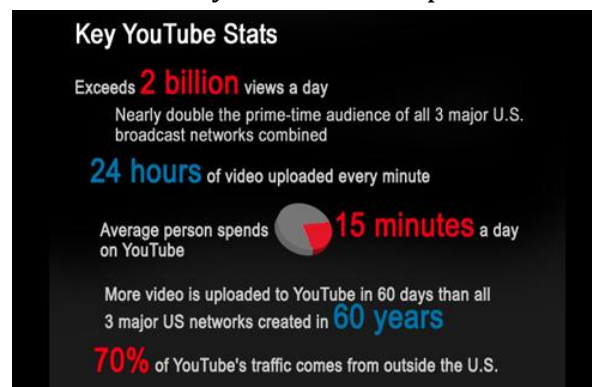 Key YouTube Stats
Exceeds 2 billion views a day
Nearly double the prime-time audience of all 3 major U.S.
broadcast networks combined
24 hours of video uploaded every minute
Average person spends 15 minutes a day
on YouTube
More video is uploaded to YouTube in 60 days than all
3 major US networks created in 60 years
70% of YouTube's traffic comes from outside the U.S.